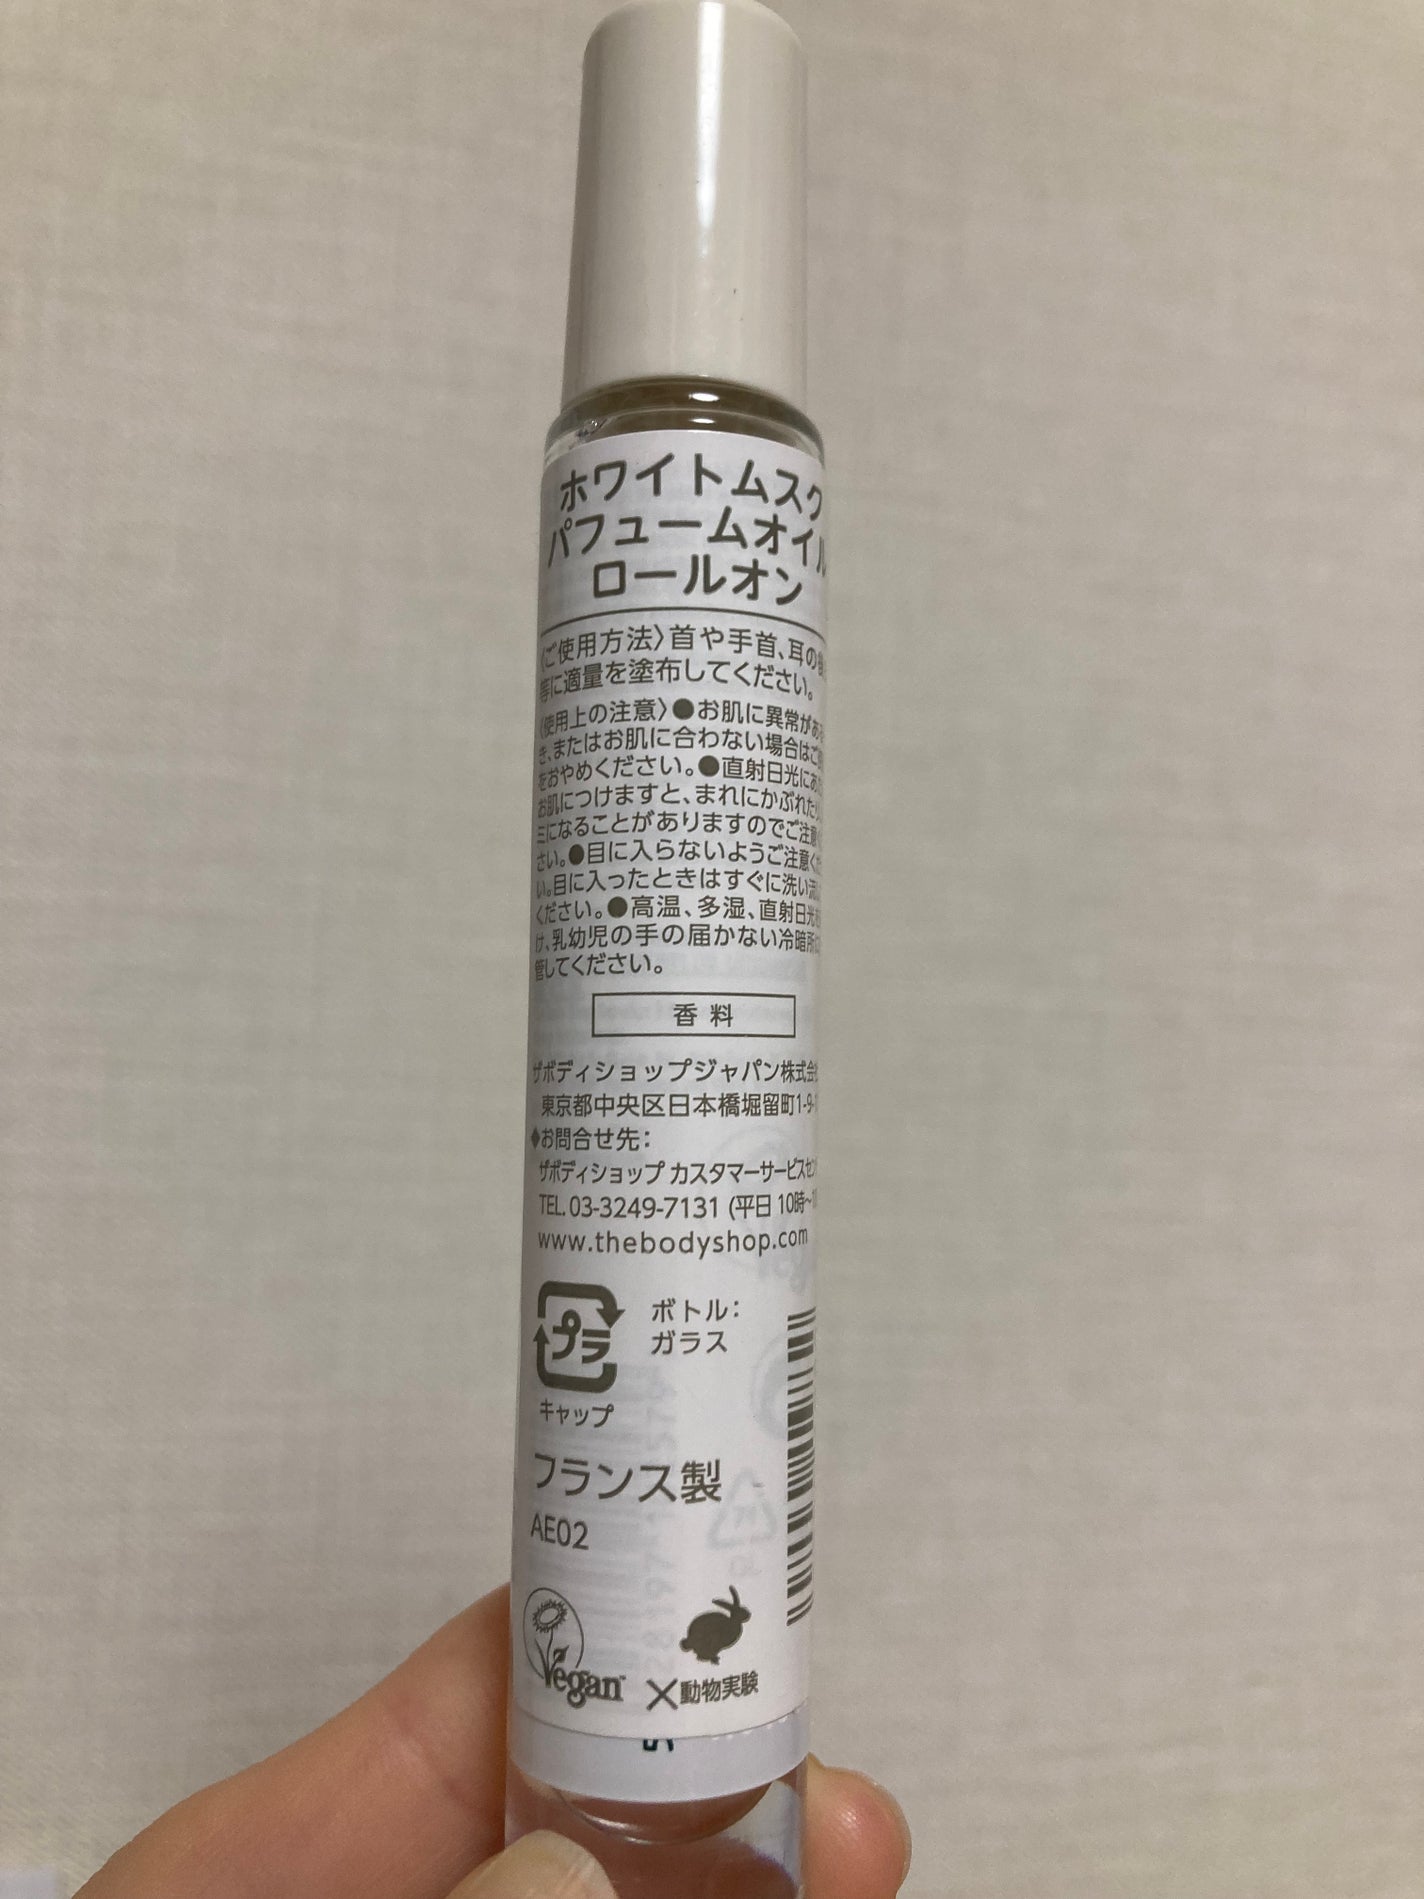 ホワイトムスク
パフュームオイル
ロールオン
〈ご使用方法〉首や手首、耳の後
等に適量を塗布してください。
〈使用上の注意〉●お肌に異常がある
き、またはお肌に合わない場合はご
をおやめください。●直射日光にあ
お肌につけますと、まれにかぶれたり
ミになることがありますのでご注意
さい。●目に入らないようご注意くだ
い。目に入ったときはすぐに洗い流
ください。●高温、多湿、直射日光を
け、乳幼児の手の届かない冷暗所に
管してください。
香料
ザボディショップジャパン株式会
東京都中央区日本橋堀留町1-9-
◆お問合せ先：
ザボディショップ カスタマーサービスセン
TEL.03-3249-7131 (平日 10時～
www.thebodyshop.com
プラ
ボトル：
ガラス
キャップ
フランス製
AE02
Vegan
×動物実験